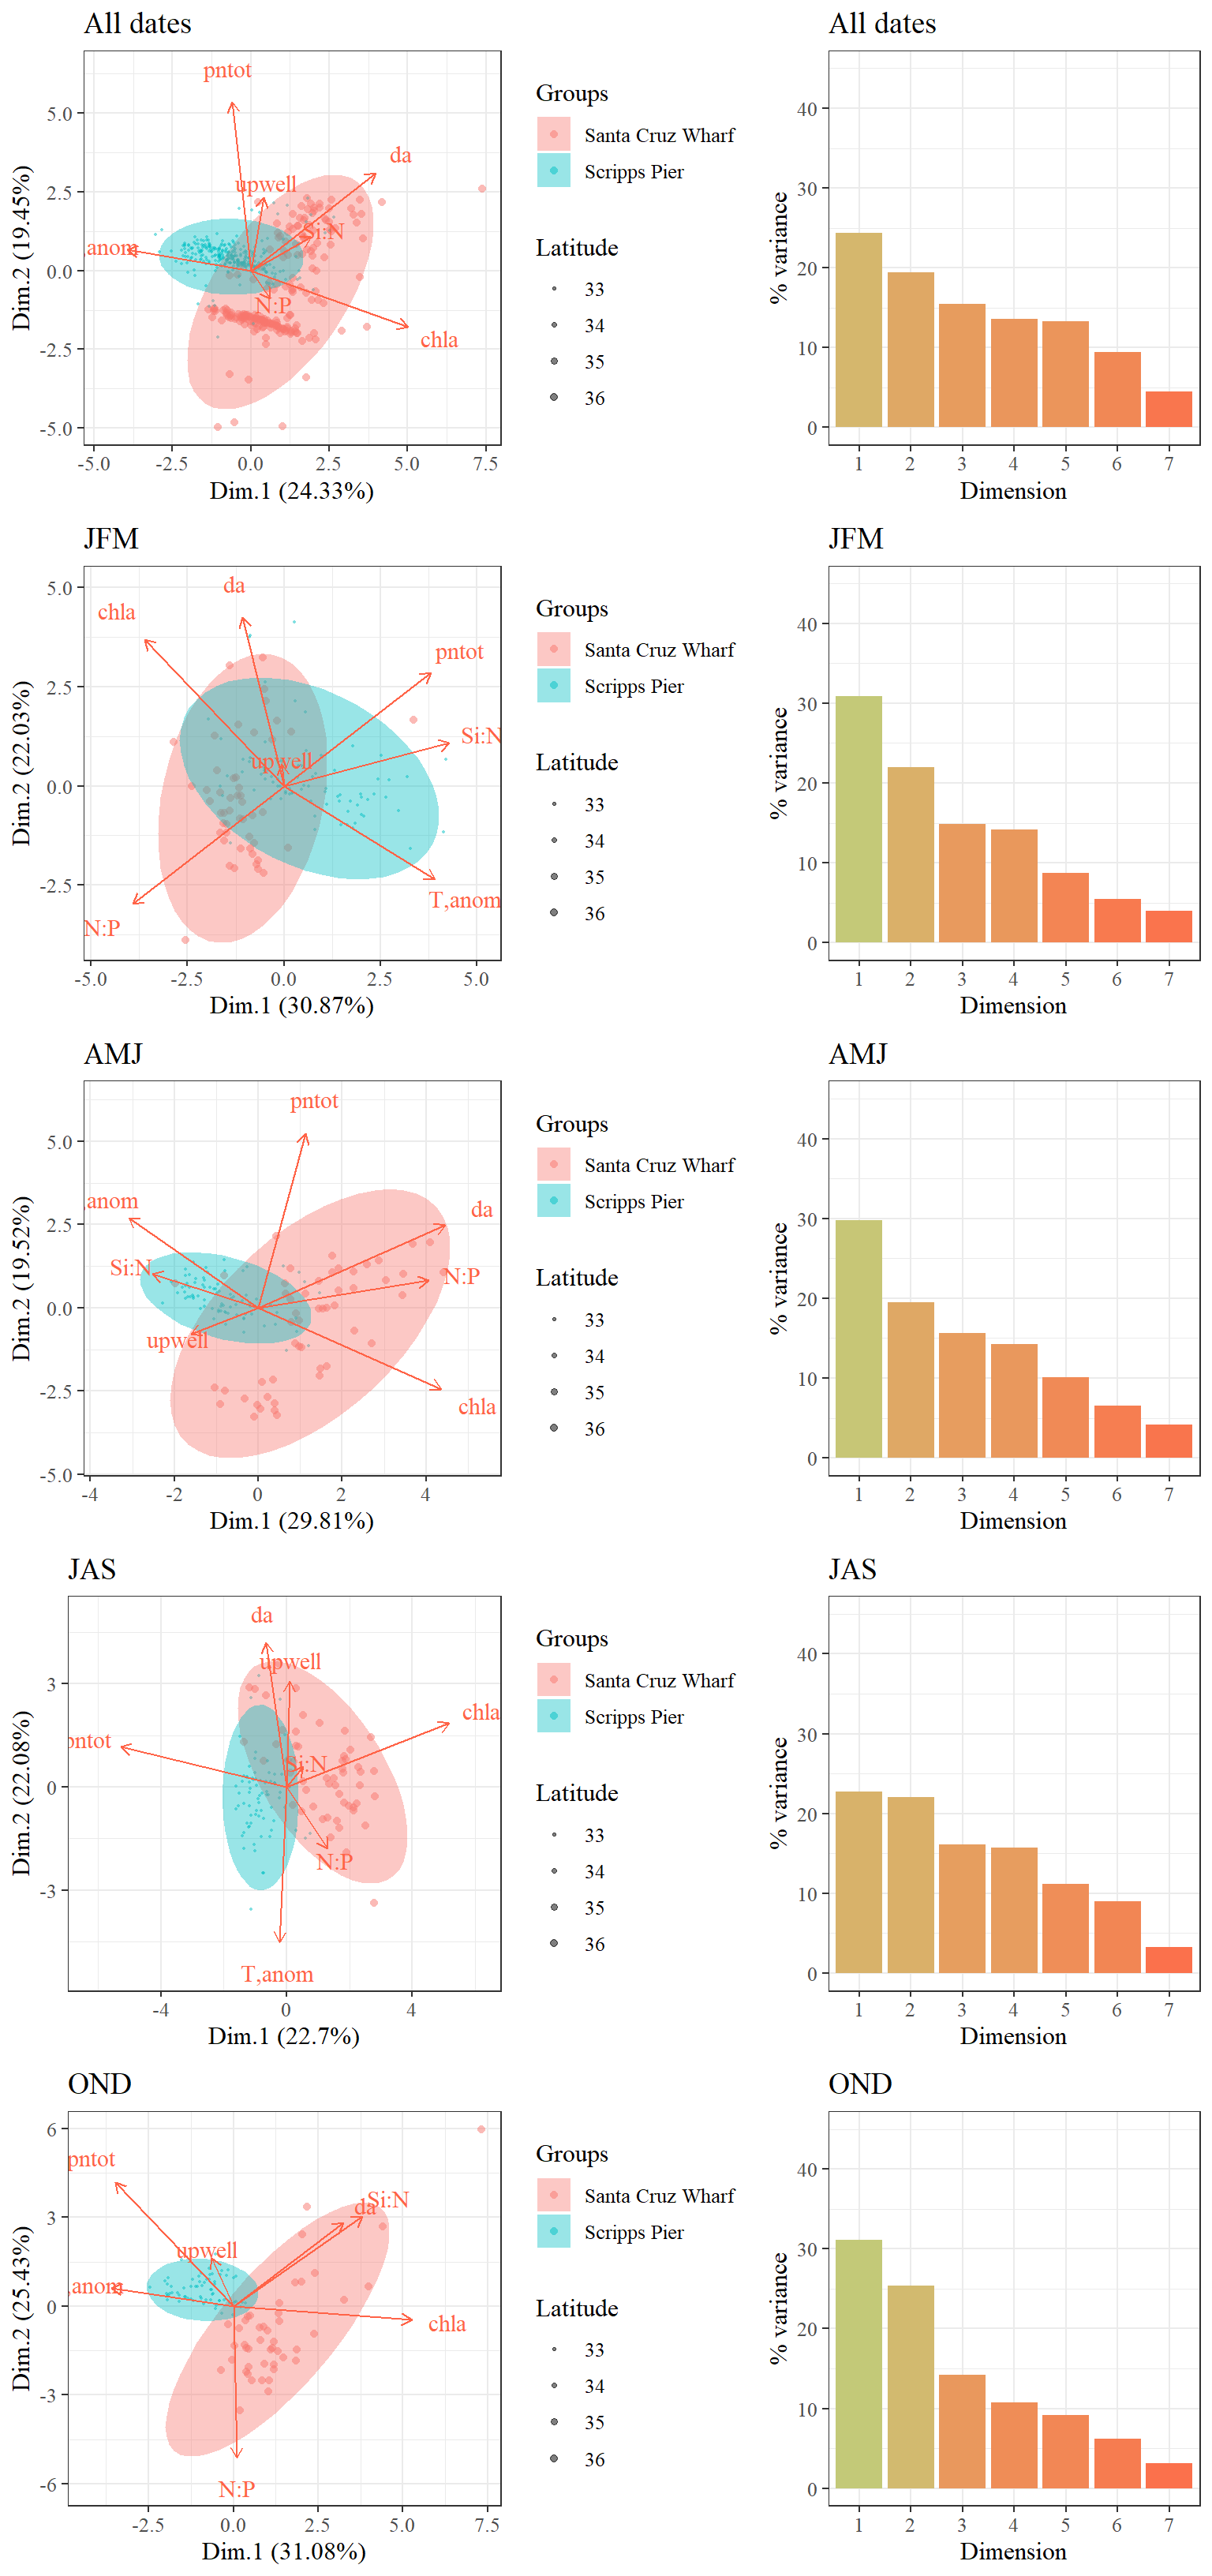 All dates
pntot
da
upwell
Si:N
,anom
N:P
chla
5.0
2.5
0.0
-2.5
-5.0
-5.0 -2.5 0.0 2.5 5.0 7.5
Dim.1 (24.33%)
Dim.2 (19.45%)
Groups
Santa Cruz Wharf
Scripps Pier
Latitude
33
34
35
36
All dates
40
30
20
10
0
% variance
1 2 3 4 5 6 7
Dimension
JFM
da
chla
pntot
Si:N
upwell
T,anom
N:P
5.0
2.5
0.0
-2.5
-5.0 -2.5 0.0 2.5 5.0
Dim.1 (30.87%)
Dim.2 (22.03%)
Groups
Santa Cruz Wharf
Scripps Pier
Latitude
33
34
35
36
JFM
40
30
20
10
0
% variance
1 2 3 4 5 6 7
Dimension
AMJ
pntot
,anom
da
Si:N
N:P
upwell
chla
5.0
2.5
0.0
-2.5
-5.0
-4 -2 0 2 4
Dim.1 (29.81%)
Dim.2 (19.52%)
Groups
Santa Cruz Wharf
Scripps Pier
Latitude
33
34
35
36
AMJ
40
30
20
10
0
% variance
1 2 3 4 5 6 7
Dimension
JAS
da
upwell
chla
pntot
Si:N
N:P
T,anom
3
0
-3
-4 0 4
Dim.1 (22.7%)
Dim.2 (22.08%)
Groups
Santa Cruz Wharf
Scripps Pier
Latitude
33
34
35
36
JAS
40
30
20
10
0
% variance
1 2 3 4 5 6 7
Dimension
OND
pntot
Si:N
da
upwell
,anom
chla
N:P
6
3
0
-3
-6
-2.5 0.0 2.5 5.0 7.5
Dim.1 (31.08%)
Dim.2 (25.43%)
Groups
Santa Cruz Wharf
Scripps Pier
Latitude
33
34
35
36
OND
40
30
20
10
0
% variance
1 2 3 4 5 6 7
Dimension